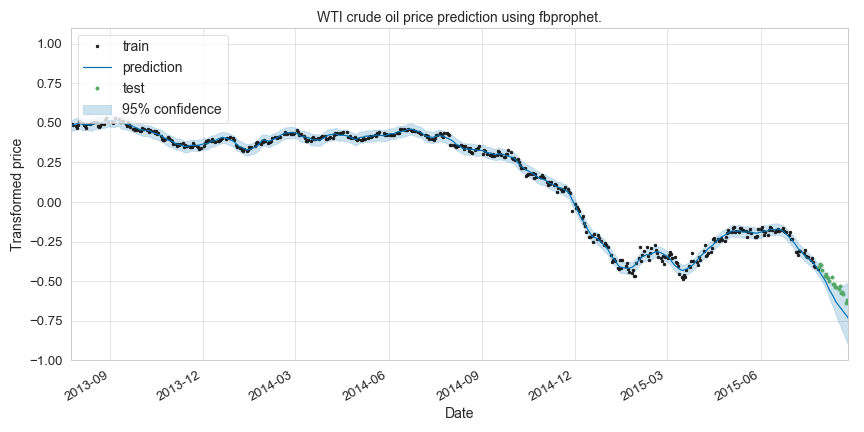 WTI crude oil price prediction using fbprophet.
train
prediction
test
95% confidence
1.00
0.75
0.50
0.25
0.00
−0.25
−0.50
−0.75
−1.00
Transformed price
2013-09
2013-12
2014-03
2014-06
2014-09
2014-12
2015-03
2015-06
Date